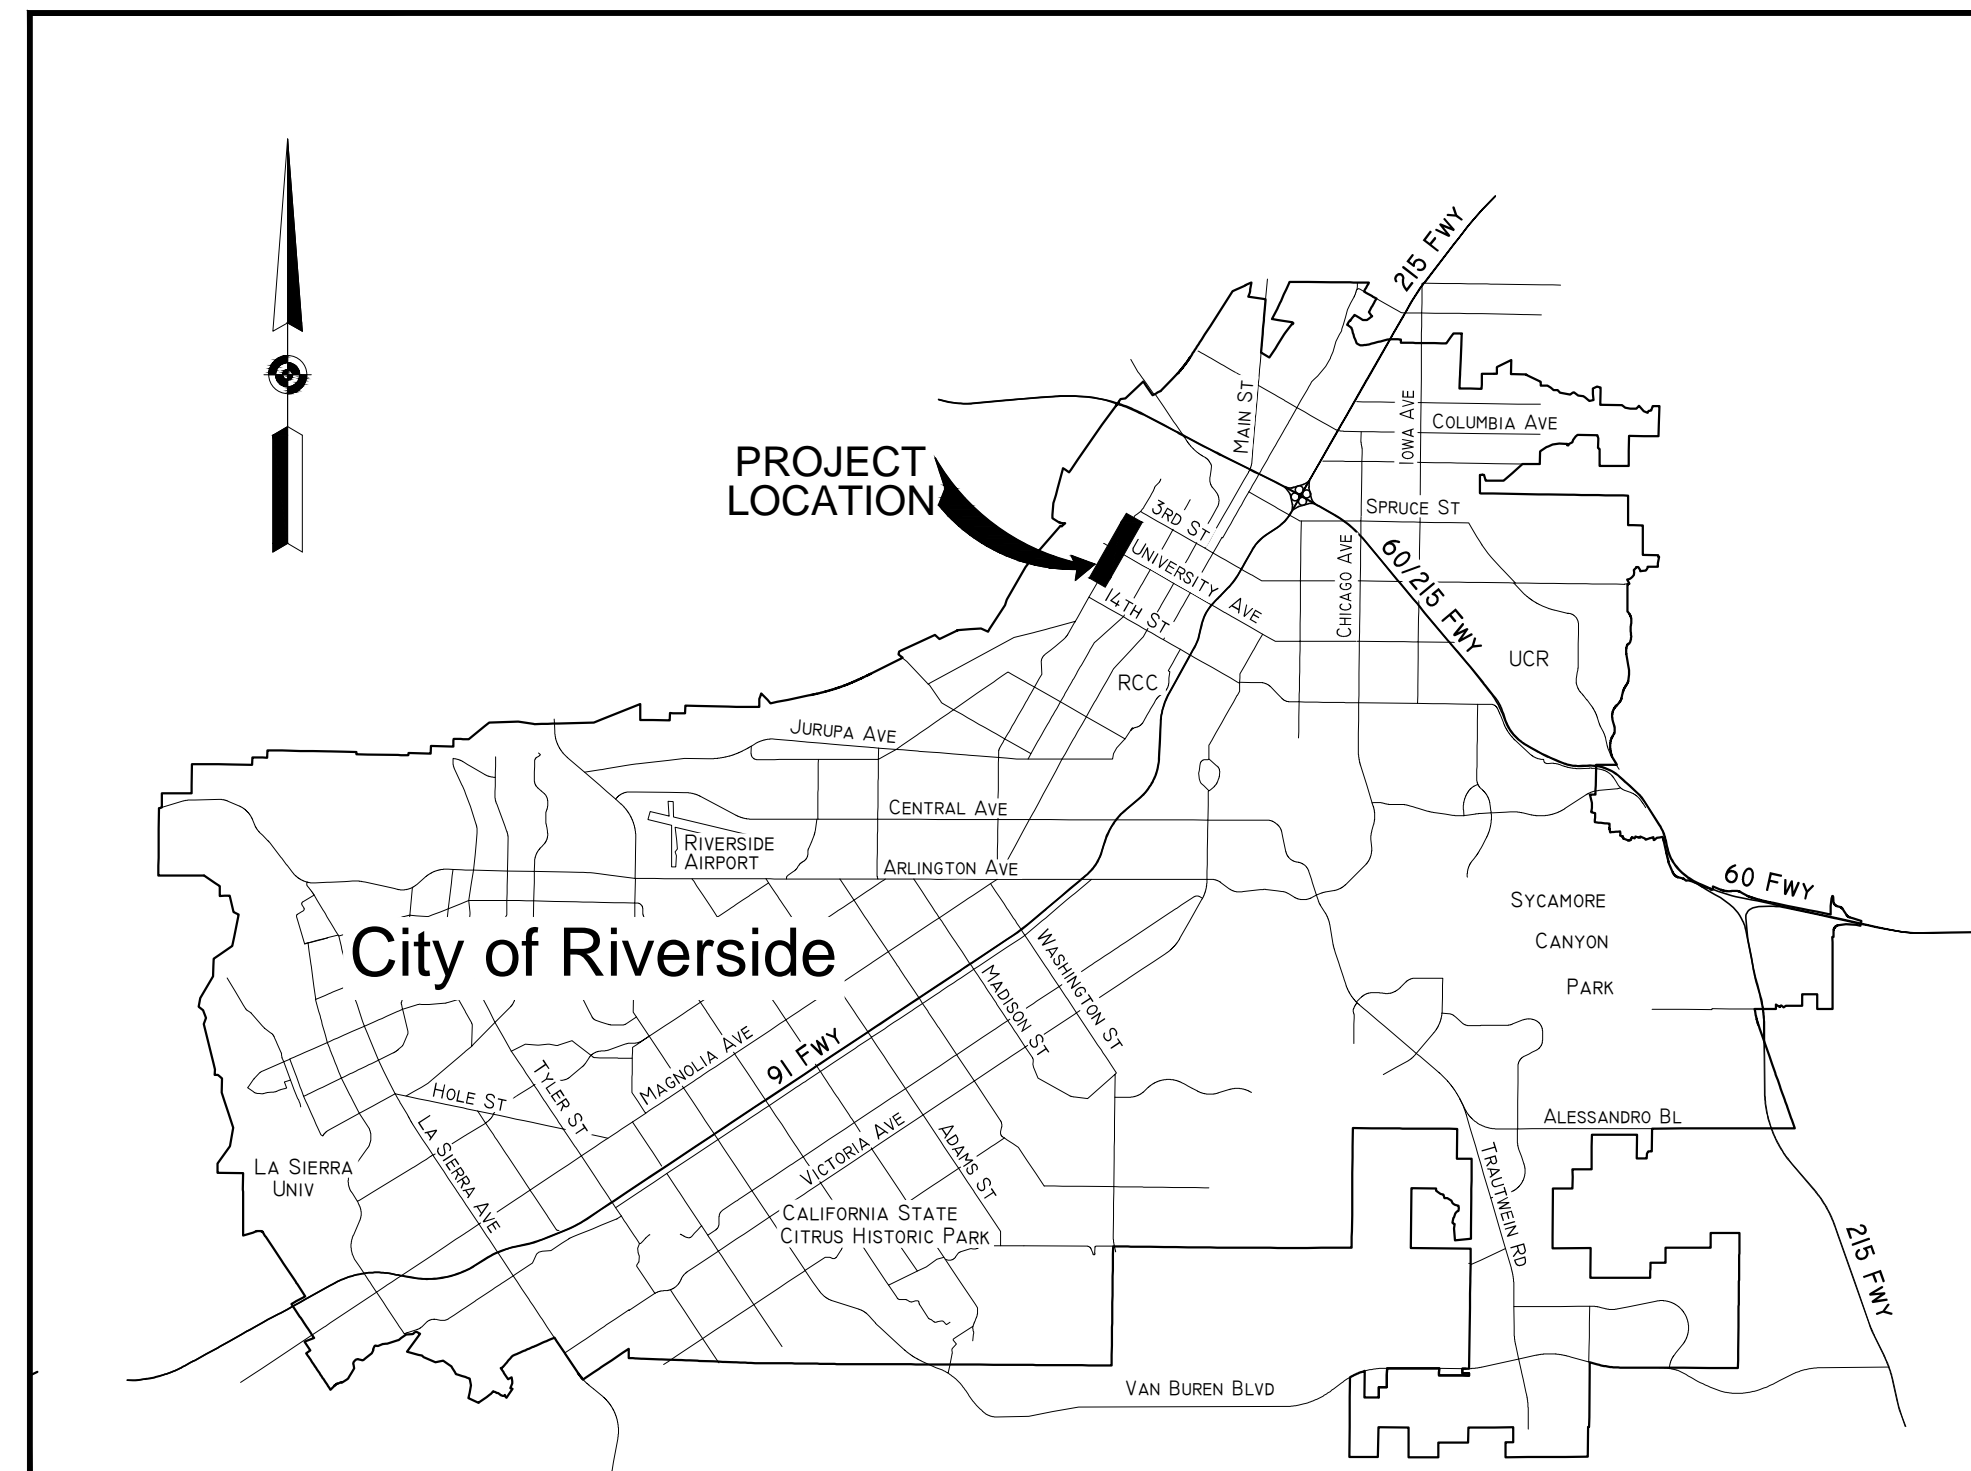 215 FWY
MAIN ST
IOWA AVE
COLUMBIA AVE
PROJECT
LOCATION
3RD ST
SPRUCE ST
UNIVERSITY AVE
CHICAGO AVE
60/215 FWY
14TH ST
UCR
RCC
JURUPA AVE
CENTRAL AVE
RIVERSIDE
AIRPORT
ARLINGTON AVE
60 FWY
SYCAMORE
CANYON
PARK
City of Riverside
WASHINGTON ST
MADISON ST
MAGNOLIA AVE
91 FWY
TYLER ST
HOLE ST
ALESSANDRO BL
VICTORIA AVE
ADAMS ST
LA SIERRA AVE
LA SIERRA
UNIV
TRAUTWEIN RD
CALIFORNIA STATE
CITRUS HISTORIC PARK
215 FWY
VAN BUREN BLVD